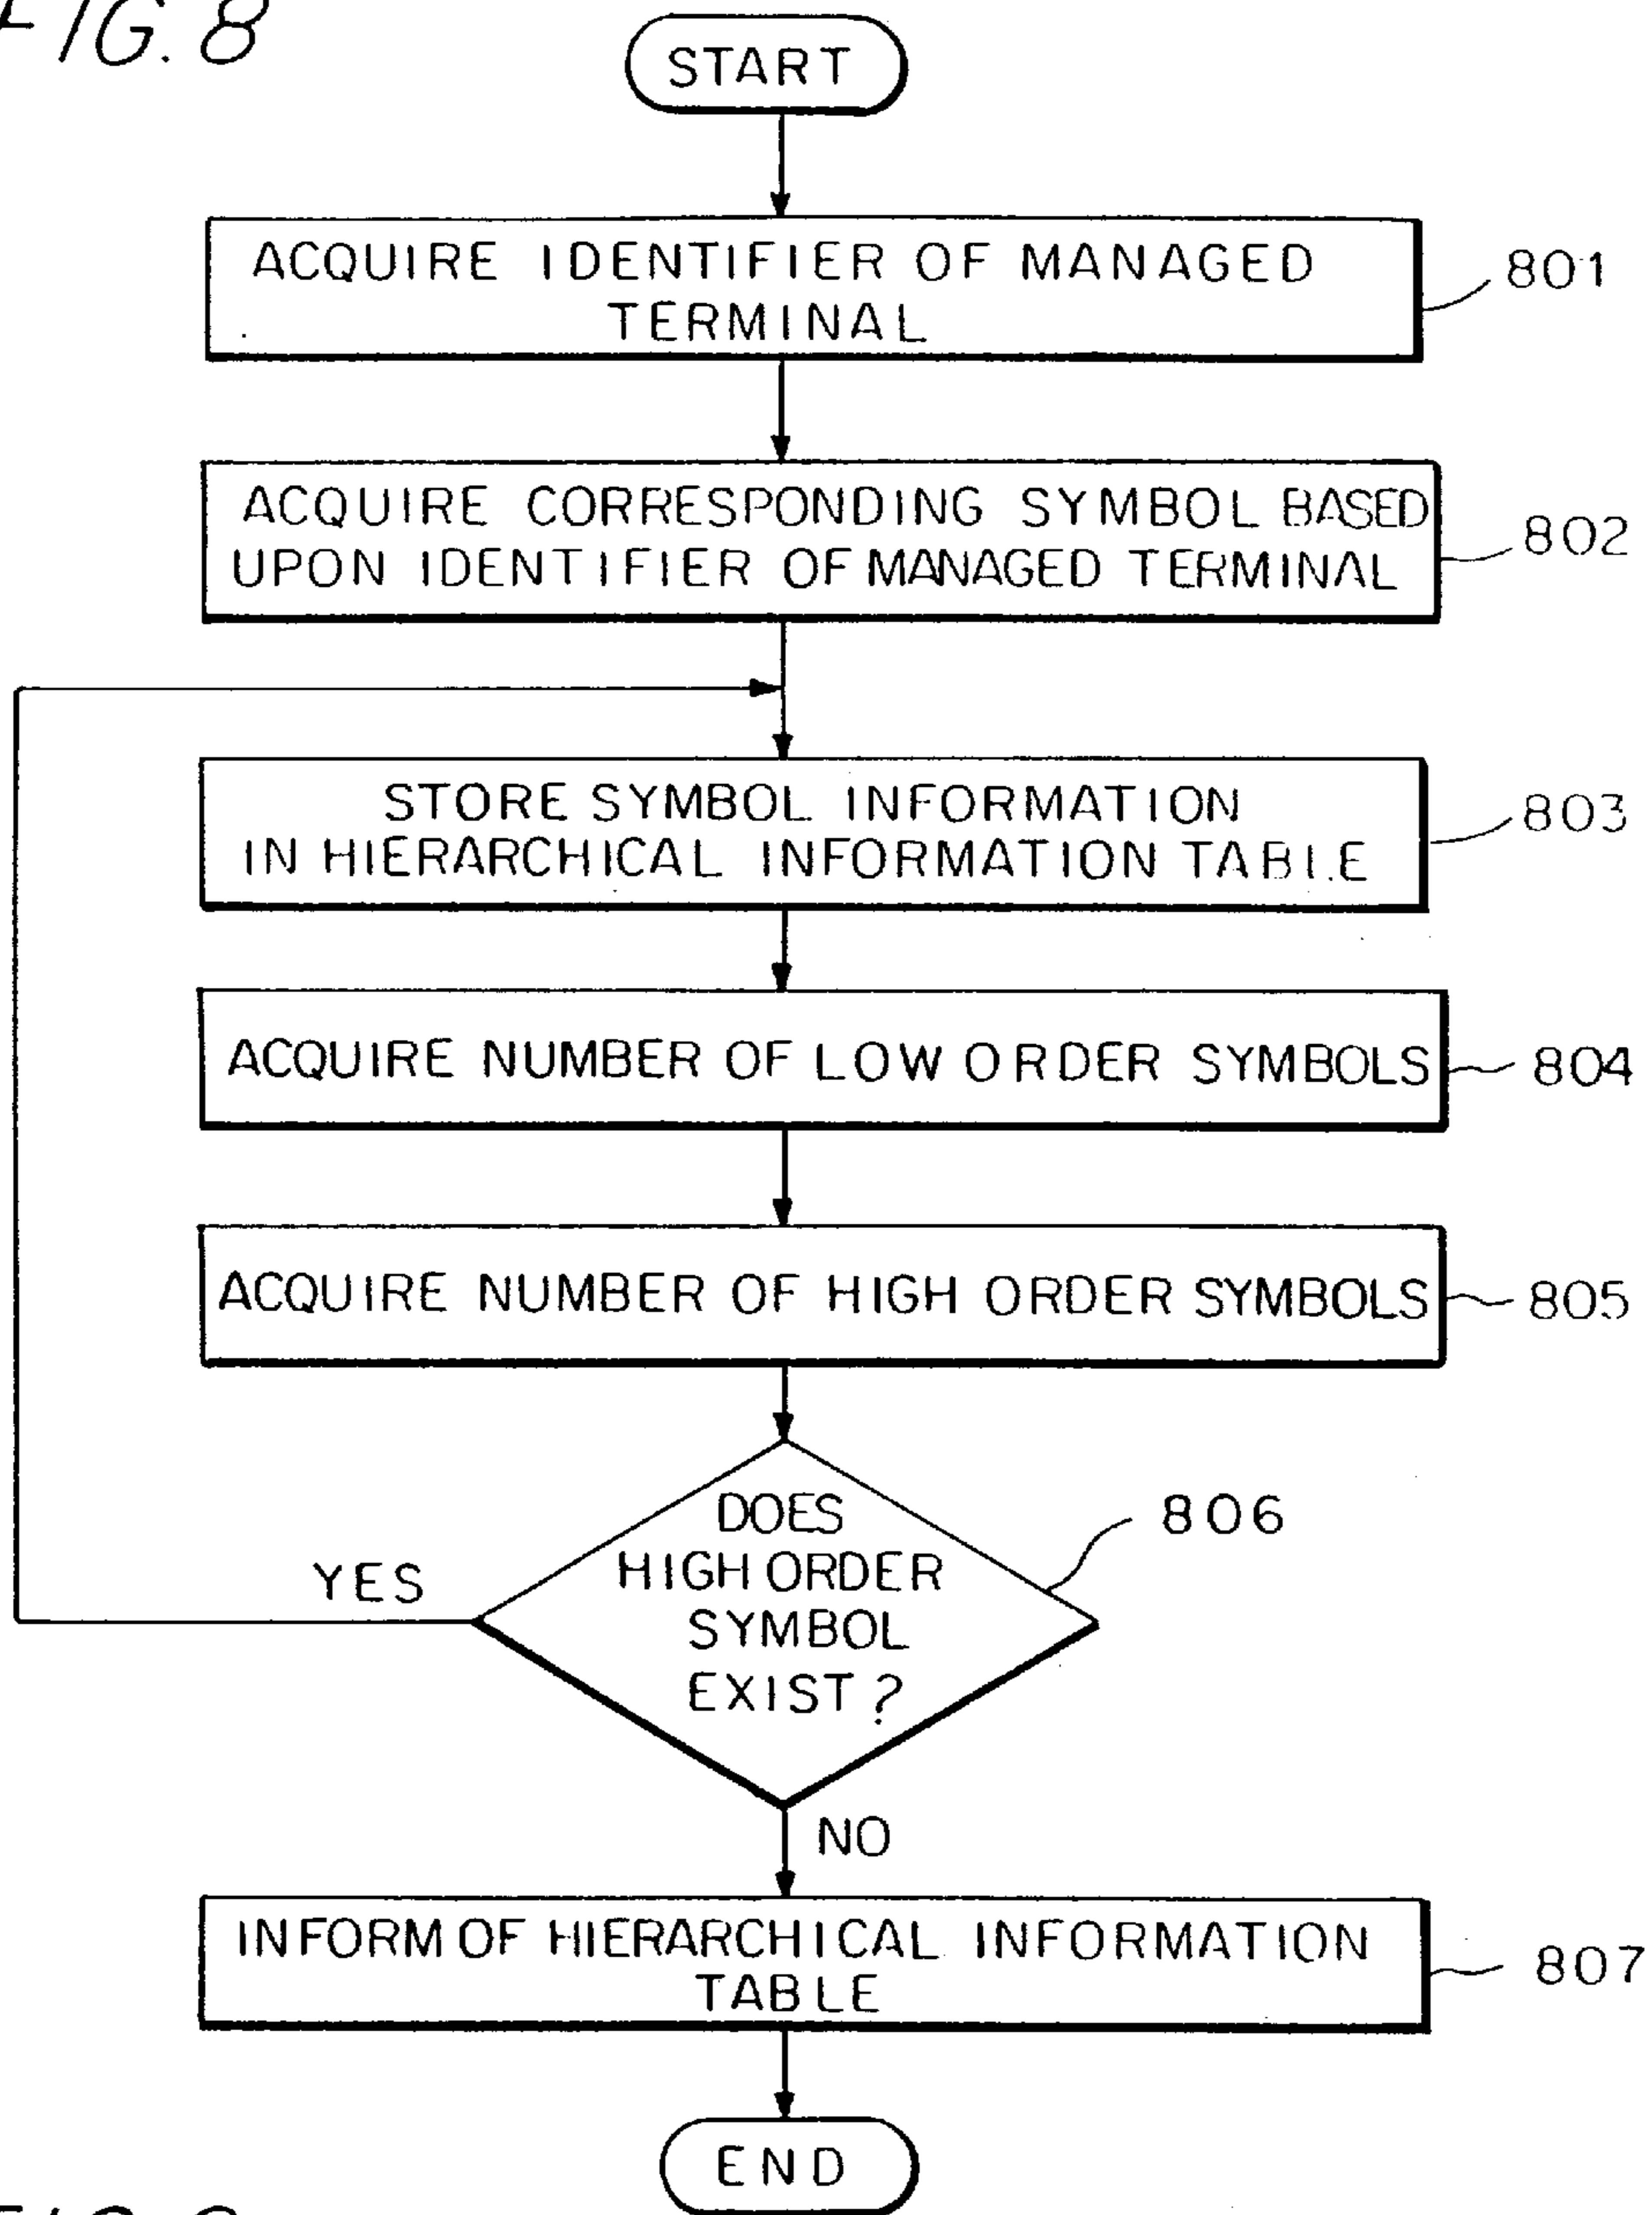 FIG. 8
START
ACQUIRE IDENTIFIER OF MANAGED
TERMINAL
801
ACQUIRE CORRESPONDING SYMBOL BASED
UPON IDENTIFIER OF MANAGED TERMINAL
802
STORE SYMBOL INFORMATION
IN HIERARCHICAL INFORMATION TABLE
803
ACQUIRE NUMBER OF LOW ORDER SYMBOLS
804
ACQUIRE NUMBER OF HIGH ORDER SYMBOLS
805
DOES
HIGH ORDER
SYMBOL
EXIST?
806
YES
NO
INFORM OF HIERARCHICAL INFORMATION
TABLE
807
END